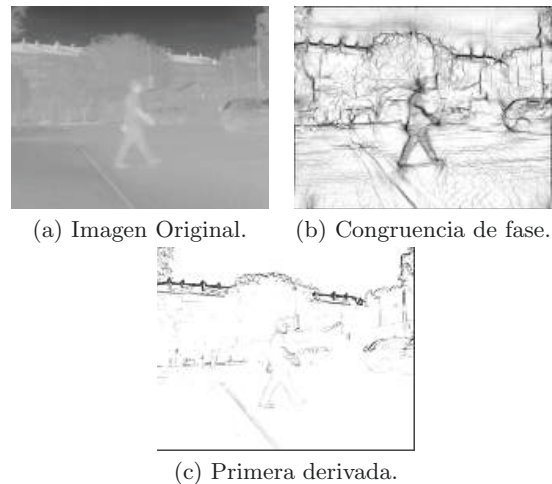 (a) Imagen Original.
(b) Congruencia de fase.
(c) Primera derivada.